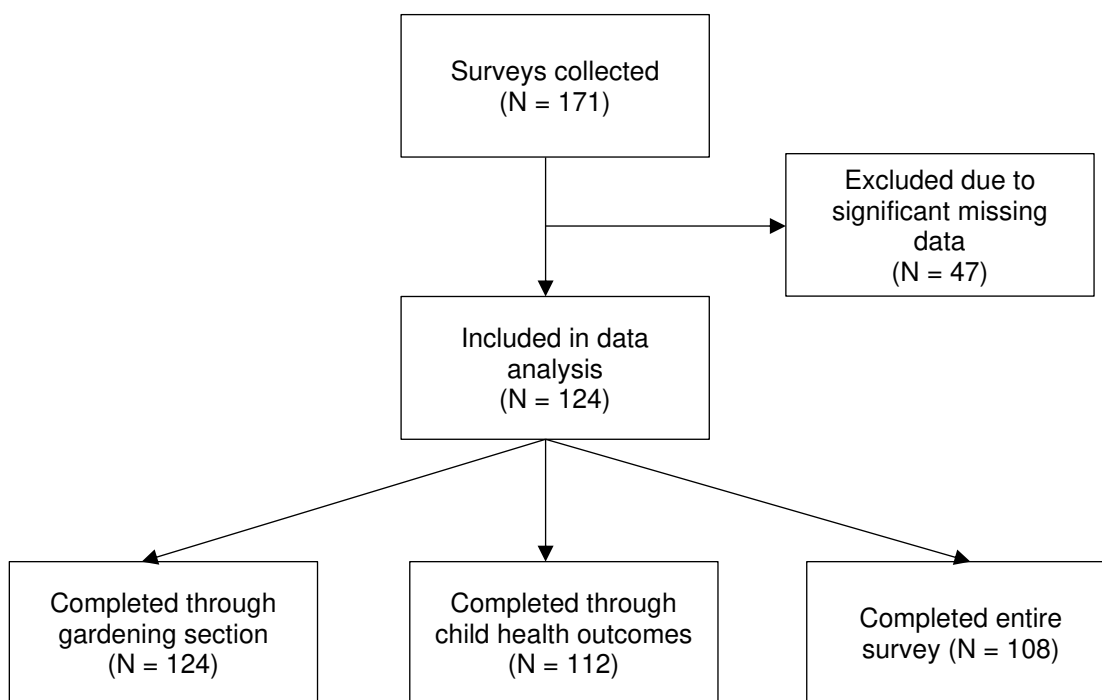 Surveys collected
(N = 171)
Excluded due to
significant missing
data
(N = 47)
Included in data
analysis
(N = 124)
Completed through
gardening section
(N = 124)
Completed through
child health outcomes
(N = 112)
Completed entire
survey (N = 108)